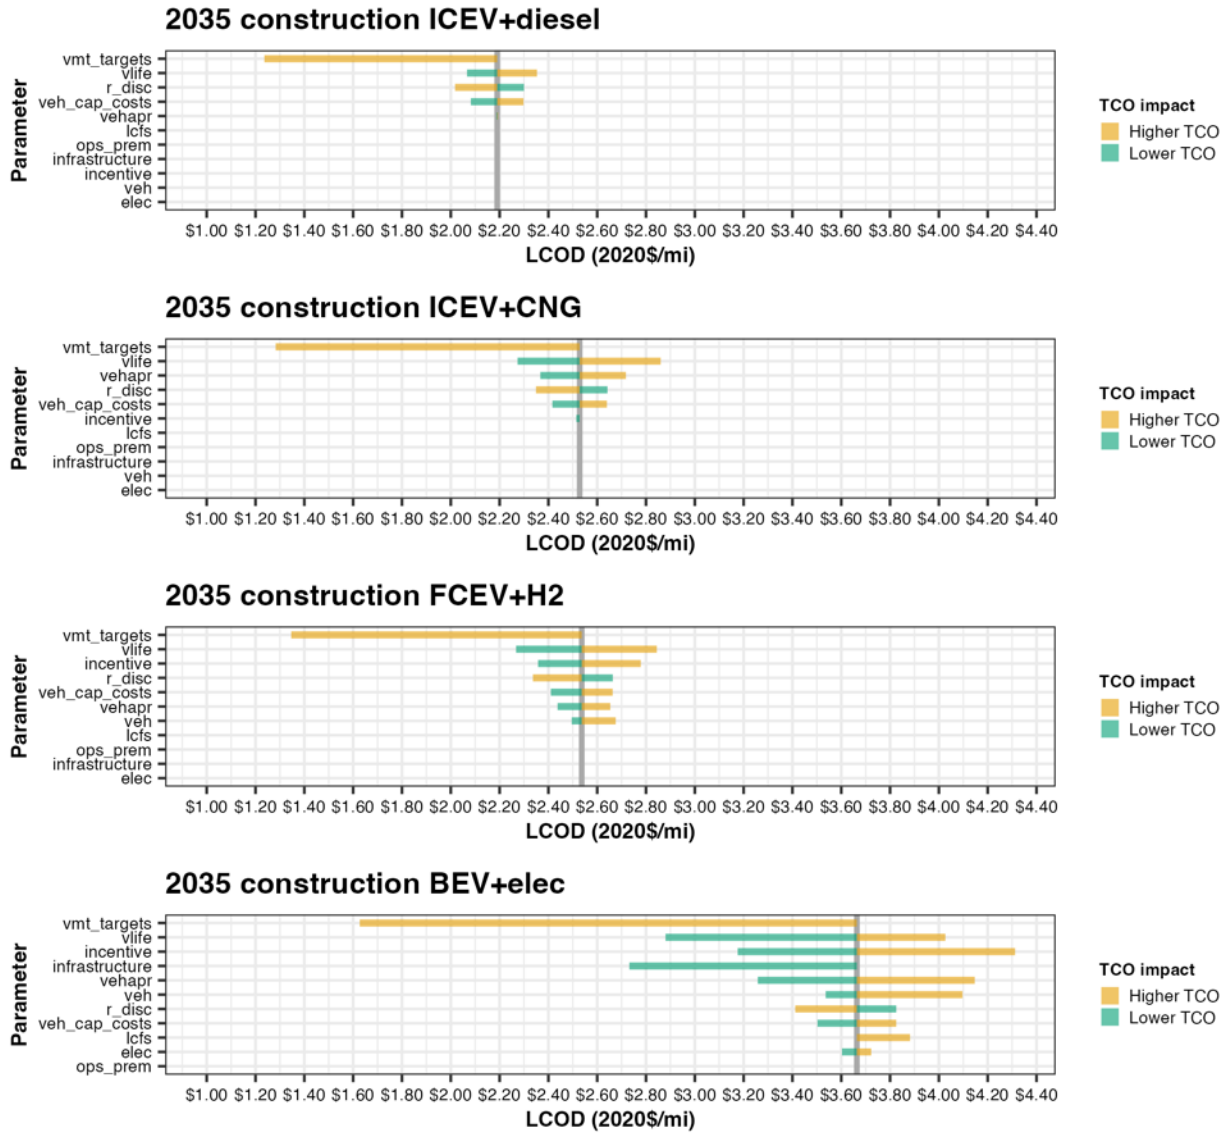 2035 construction ICEV+diesel
Parameter
vmt_targets
vlife
r_disc
veh_cap_costs
vehapr
lcfs
ops_prem
infrastructure
incentive
veh
elec
$1.00 $1.20 $1.40 $1.60 $1.80 $2.00 $2.20 $2.40 $2.60 $2.80 $3.00 $3.20 $3.40 $3.60 $3.80 $4.00 $4.20 $4.40
LCOD (2020$/mi)
TCO impact
Higher TCO
Lower TCO
2035 construction ICEV+CNG
Parameter
vmt_targets
vlife
vehapr
r_disc
veh_cap_costs
incentive
lcfs
ops_prem
infrastructure
veh
elec
$1.00 $1.20 $1.40 $1.60 $1.80 $2.00 $2.20 $2.40 $2.60 $2.80 $3.00 $3.20 $3.40 $3.60 $3.80 $4.00 $4.20 $4.40
LCOD (2020$/mi)
TCO impact
Higher TCO
Lower TCO
2035 construction FCEV+H2
Parameter
vmt_targets
vlife
incentive
r_disc
veh_cap_costs
vehapr
veh
lcfs
ops_prem
infrastructure
elec
$1.00 $1.20 $1.40 $1.60 $1.80 $2.00 $2.20 $2.40 $2.60 $2.80 $3.00 $3.20 $3.40 $3.60 $3.80 $4.00 $4.20 $4.40
LCOD (2020$/mi)
TCO impact
Higher TCO
Lower TCO
2035 construction BEV+elec
Parameter
vmt_targets
vlife
incentive
infrastructure
vehapr
veh
r_disc
veh_cap_costs
lcfs
elec
ops_prem
$1.00 $1.20 $1.40 $1.60 $1.80 $2.00 $2.20 $2.40 $2.60 $2.80 $3.00 $3.20 $3.40 $3.60 $3.80 $4.00 $4.20 $4.40
LCOD (2020$/mi)
TCO impact
Higher TCO
Lower TCO